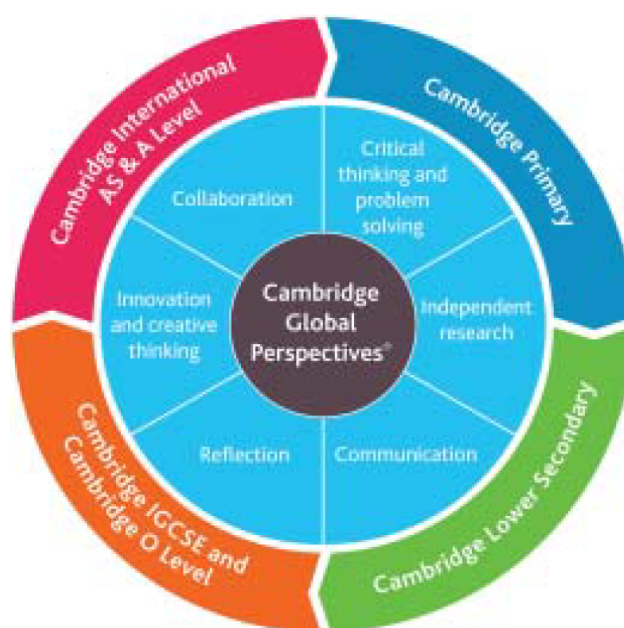 Cambridge International
AS & A Level
Cambridge Primary
Cambridge Lower Secondary
Cambridge IGCSE and
Cambridge O Level
Collaboration
Critical
thinking and
problem
solving
Independent
research
Communication
Reflection
Innovation
and creative
thinking
Cambridge
Global
Perspectives®